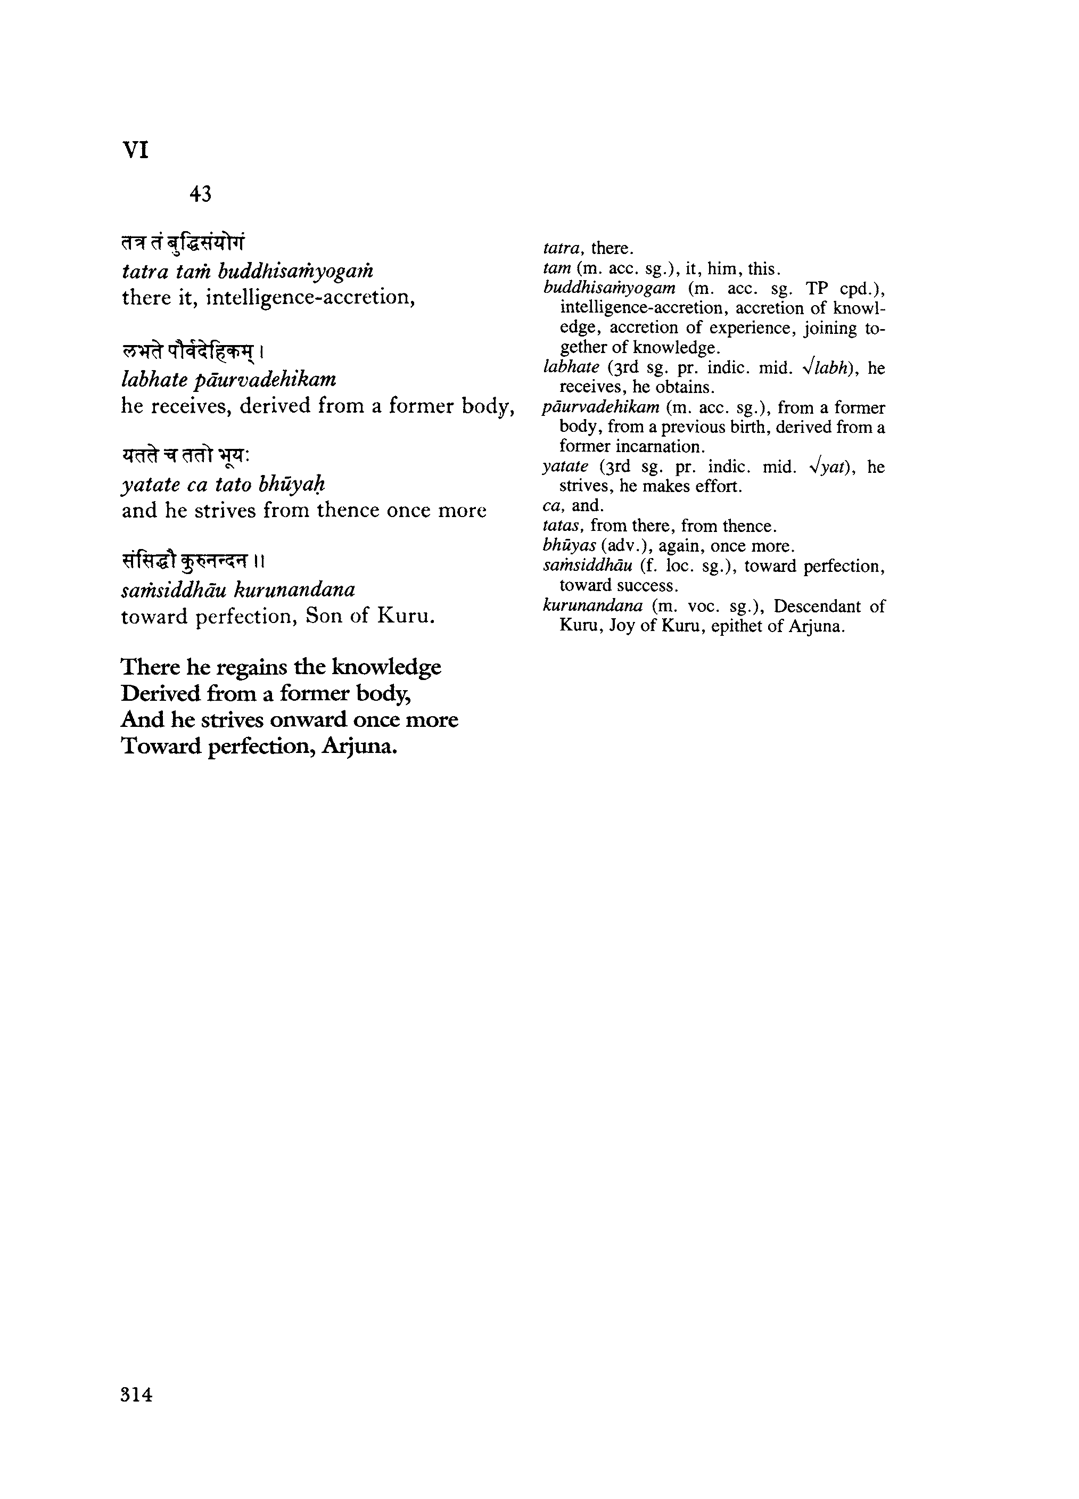 VI
43
तत्र तं बुद्धिसंयोगं
tatra taṁ buddhisaṁyogaṁ
there it, intelligence-accretion,
लभते पौर्वदेहिकम् ।
labhate pāurvadehikam
he receives, derived from a former body,
यतते च ततो भूयः
yatate ca tato bhūyaḥ
and he strives from thence once more
संसिद्धौ कुरुनन्दन ॥
saṁsiddhāu kurunandana
toward perfection, Son of Kuru.
There he regains the knowledge
Derived from a former body,
And he strives onward once more
Toward perfection, Arjuna.
tatra, there.
tam (m. acc. sg.), it, him, this.
buddhisaṁyogam (m. acc. sg. TP cpd.),
intelligence-accretion, accretion of knowl-
edge, accretion of experience, joining to-
gether of knowledge.
labhate (3rd sg. pr. indic. mid. √labh), he
receives, he obtains.
pāurvadehikam (m. acc. sg.), from a former
body, from a previous birth, derived from a
former incarnation.
yatate (3rd sg. pr. indic. mid. √yat), he
strives, he makes effort.
ca, and.
tatas, from there, from thence.
bhūyas (adv.), again, once more.
saṁsiddhāu (f. loc. sg.), toward perfection,
toward success.
kurunandana (m. voc. sg.), Descendant of
Kuru, Joy of Kuru, epithet of Arjuna.
314